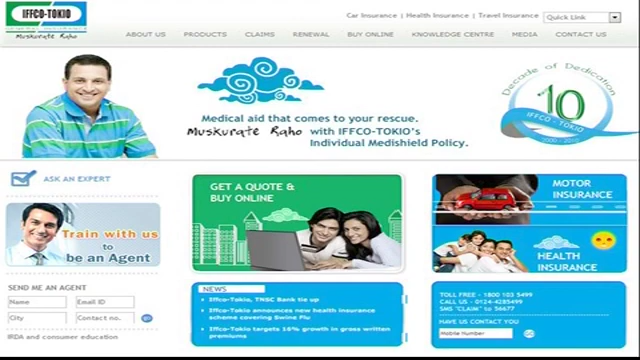 IFFCO-TOKIO
Muskurate Raho
Car Insurance | Health Insurance | Travel Insurance
Quick Link
ABOUT US
PRODUCTS
CLAIMS
RENEWAL
BUY ONLINE
KNOWLEDGE CENTRE
MEDIA
CONTACT US
Medical aid that comes to your rescue.
Muskurate Raho with IFFCO-TOKIO's
Individual Medishield Policy.
Decade of Dedication
10
IFFCO - TOKIO
2000 - 2010
ASK AN EXPERT
Train with us
to
be an Agent
GET A QUOTE &
BUY ONLINE
MOTOR
INSURANCE
HEALTH
INSURANCE
SEND ME AN AGENT
Name
Email ID
City
Contact no.
IRDA and consumer education
NEWS
Iffco-Tokio, TNSC Bank tie up
Iffco-Tokio announces new health insurance
scheme covering Swine Flu
Iffco-Tokio targets 16% growth in gross written
premiums
TOLL FREE - 1800 103 5499
CALL US - 0124-4285499
SMS "CLAIM" to 56677
HAVE US CONTACT YOU
Mobile Number